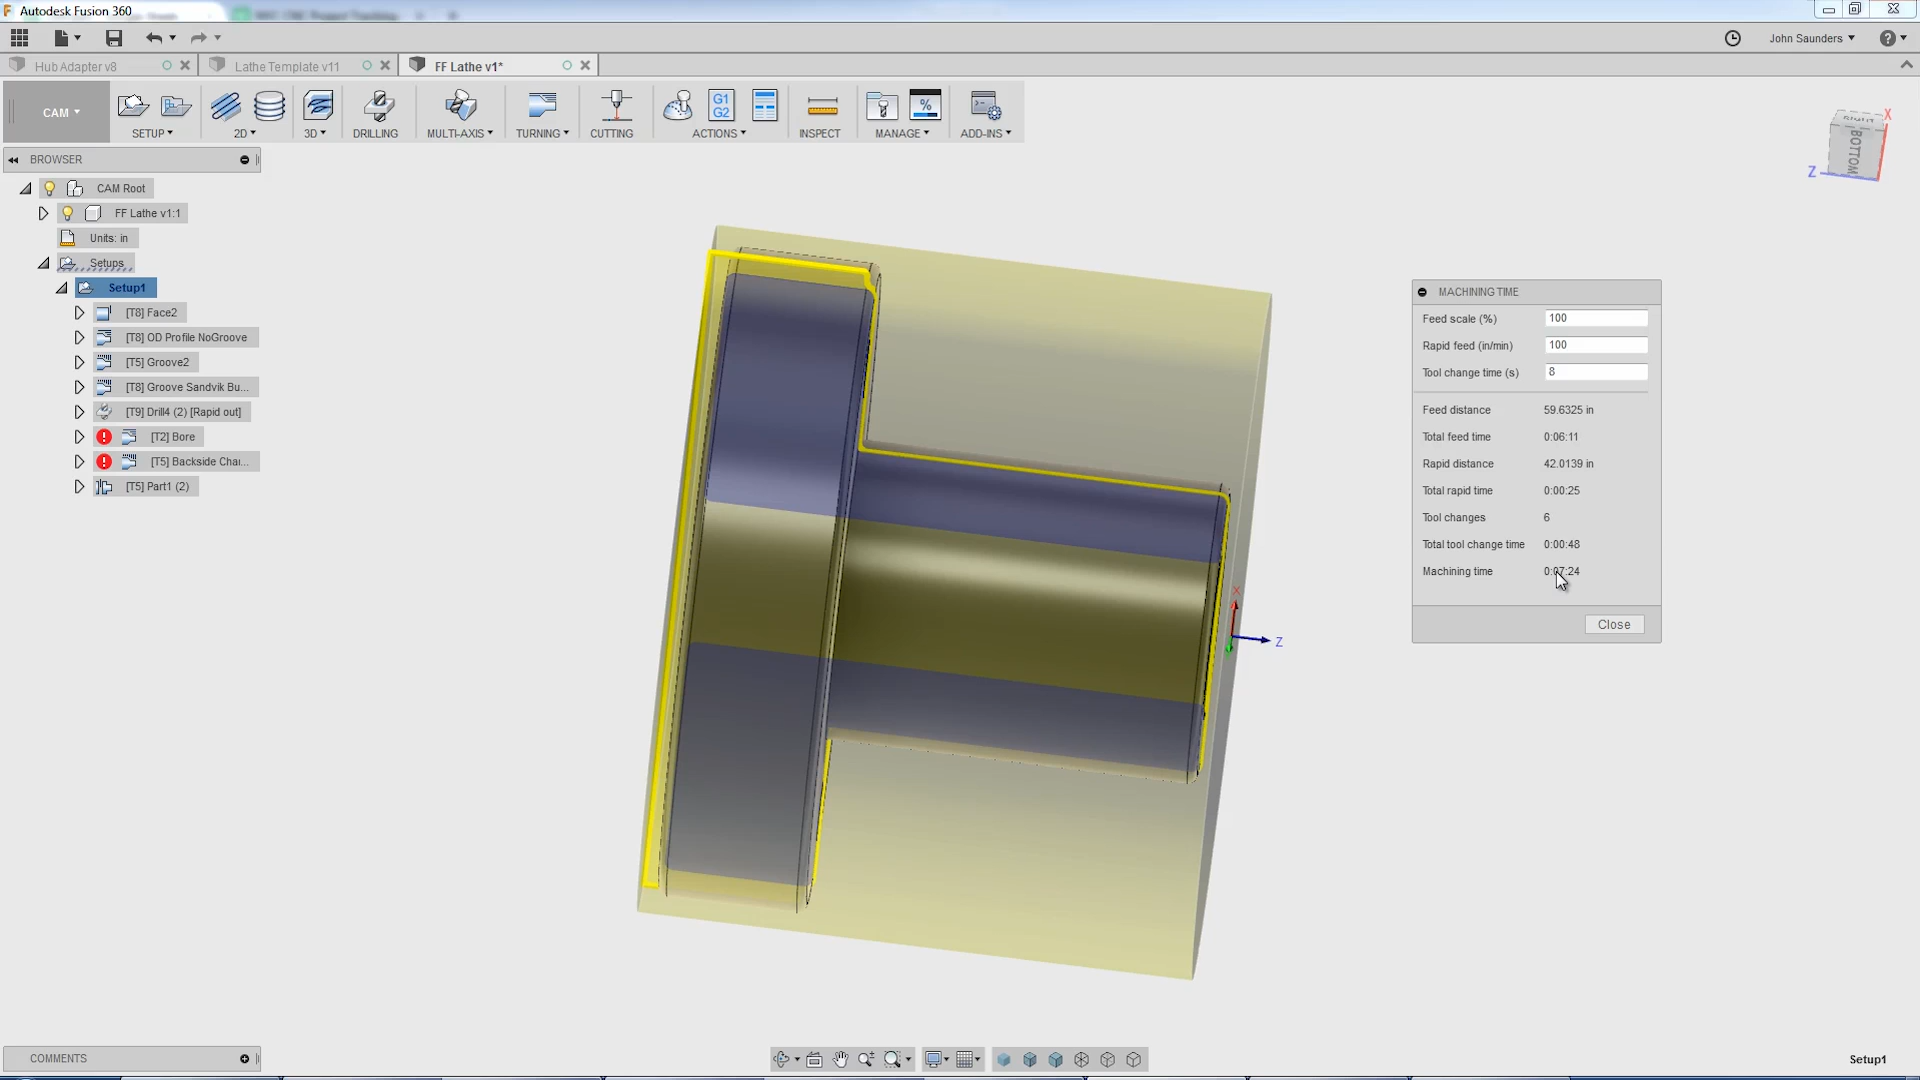 Autodesk Fusion 360
John Saunders
Hub Adapter v8
Lathe Template v11
FF Lathe v1*
CAM
G1
G2
%
SETUP
2D
3D
DRILLING
MULTI-AXIS
TURNING
CUTTING
ACTIONS
INSPECT
MANAGE
ADD-INS
BROWSER
CAM Root
FF Lathe v1:1
Units: in
Setups
Setup1
[T8] Face2
[T8] OD Profile NoGroove
[T5] Groove2
[T8] Groove Sandvik Bu...
[T9] Drill4 (2) [Rapid out]
[T2] Bore
[T5] Backside Cha...
[T5] Part1 (2)
X
RIGHT
BOTTOM
Z
MACHINING TIME
Feed scale (%) 100
Rapid feed (in/min) 100
Tool change time (s) 8
Feed distance 59.6325 in
Total feed time 0:06:11
Rapid distance 42.0139 in
Total rapid time 0:00:25
Tool changes 6
Total tool change time 0:00:48
Machining time 0:07:24
Close
X
Z
COMMENTS
Setup1